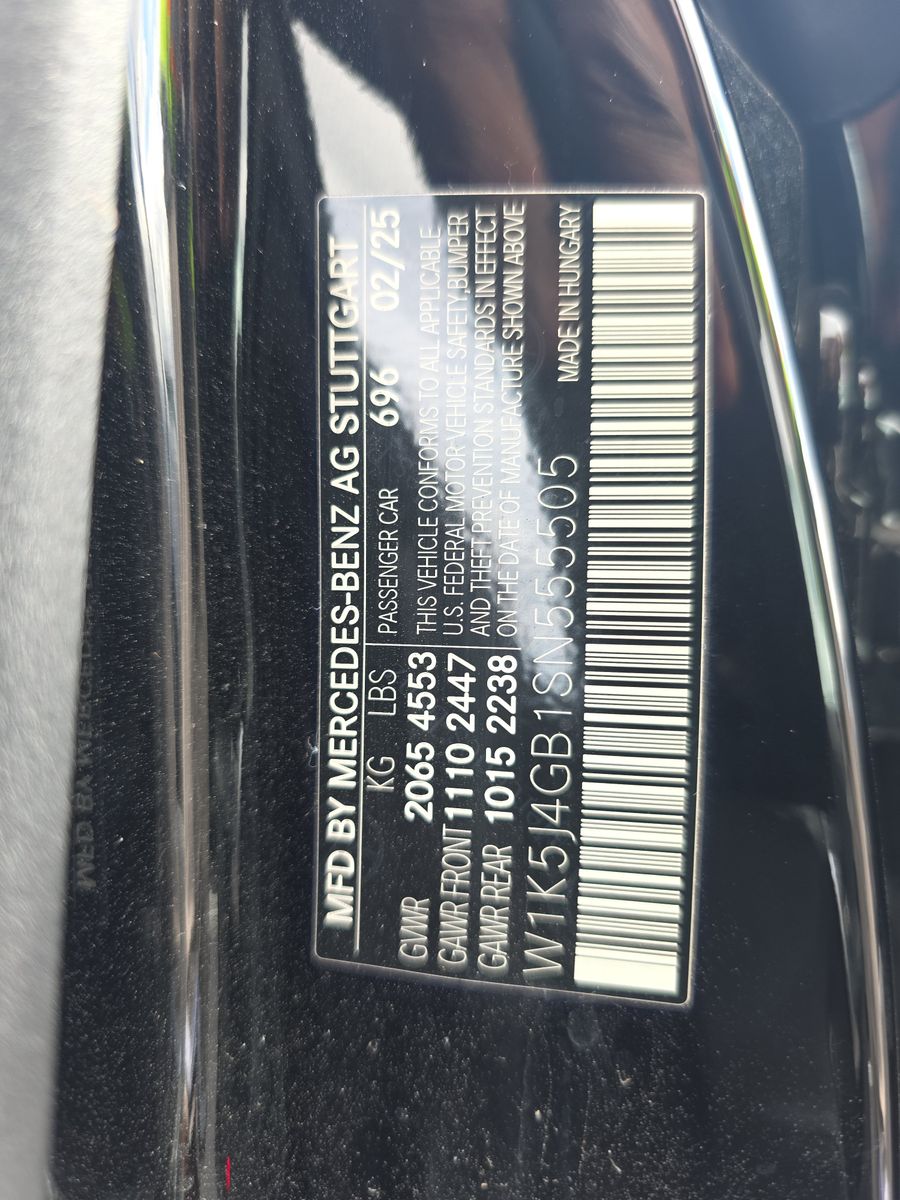 MFD BY MERCEDES-BENZ AG STUTTGART
KG LBS PASSENGER CAR 696 02/25
GWR 2065 4553 THIS VEHICLE CONFORMS TO ALL APPLICABLE
GAWR FRONT 1110 2447 U.S. FEDERAL MOTOR VEHICLE SAFETY,BUMPER
GAWR REAR 1015 2238 AND THEFT PREVENTION STANDARDS IN EFFECT
ON THE DATE OF MANUFACTURE SHOWN ABOVE
W1K5J4GB1SN555505 MADE IN HUNGARY